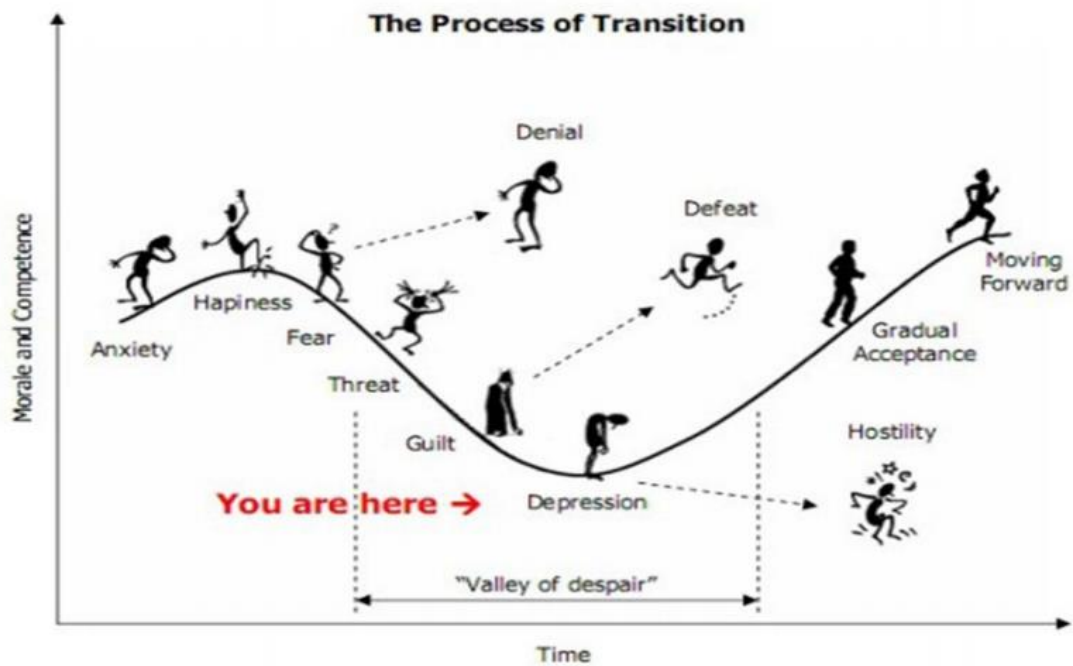 The Process of Transition
Denial
Defeat
Morale and Competence
Hapiness
Moving
Forward
Anxiety
Fear
Gradual
Acceptance
Threat
Guilt
Hostility
You are here →
Depression
"Valley of despair"
Time